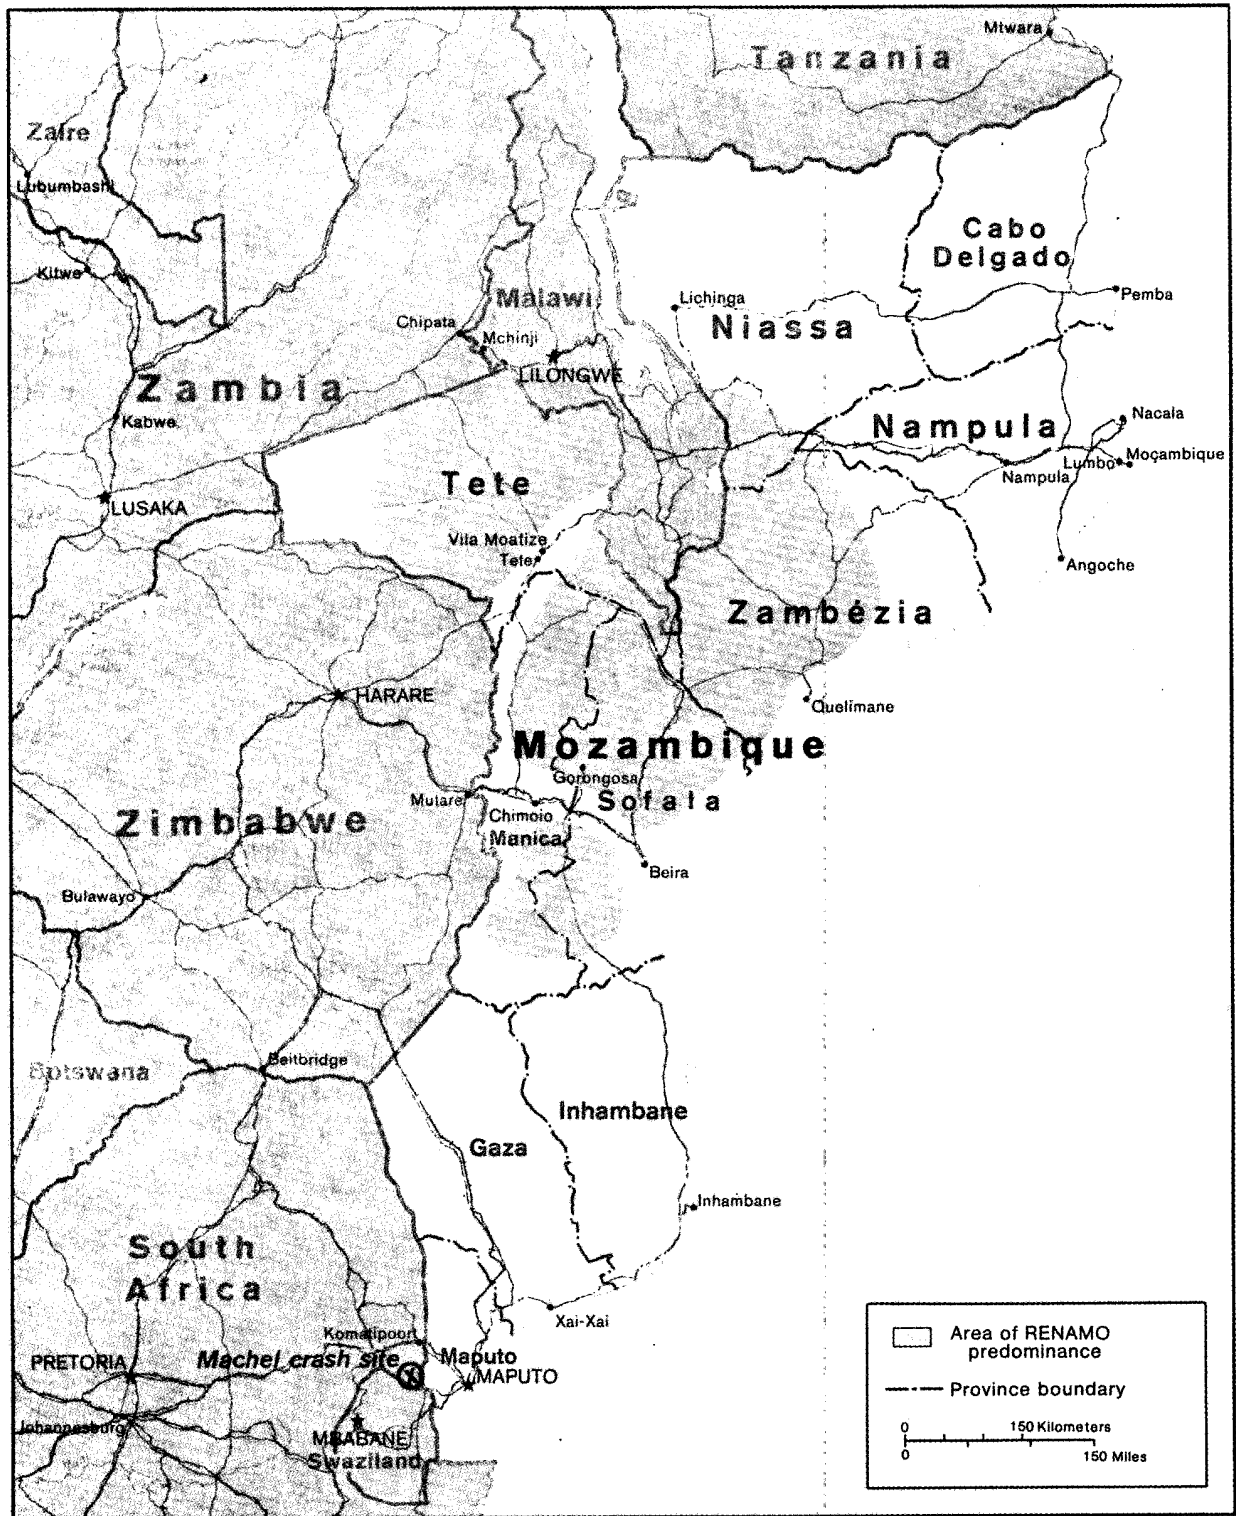 Mtwara
Tanzania
Zaire
Lubumbashi
Cabo
Delgado
Kitwe
Malawi
Lichinga
Pemba
Chipata
Niassa
Mchinji
LILONGWE
Zambia
Kabwe
Nacala
Nampula
Moçambique
Lumbo
Nampula
Tete
LUSAKA
Vila Moatize
Tete
Angoche
Zambézia
HARARE
Quelimane
Mozambique
Gorongosa
Sofala
Mutare
Chimoio
Zimbabwe
Manica
Beira
Bulawayo
Beitbridge
Botswana
Inhambane
Gaza
Inhambane
South
Africa
Xai-Xai
Komatipoort
Machel crash site
Maputo
PRETORIA
MAPUTO
Johannesburg
MBABANE
Swaziland
Area of RENAMO
predominance
Province boundary
0 150 Kilometers
0 150 Miles